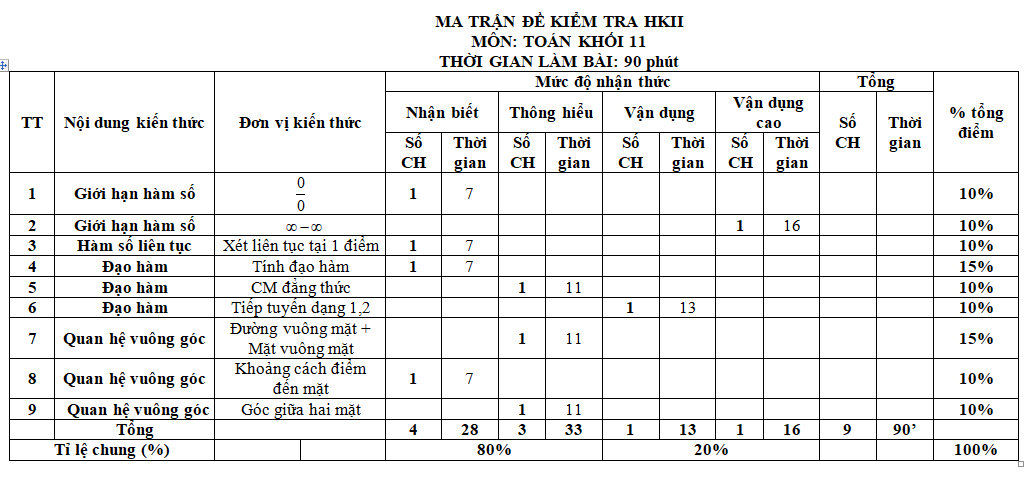 MA TRẬN ĐỀ KIỂM TRA HKII
MÔN: TOÁN KHỐI 11
THỜI GIAN LÀM BÀI: 90 phút
TT Nội dung kiến thức Đơn vị kiến thức Mức độ nhận thức Tổng % tổng điểm
Nhận biết Thông hiểu Vận dụng Vận dụng cao Số CH Thời gian
Số CH Thời gian Số CH Thời gian Số CH Thời gian Số CH Thời gian
1 Giới hạn hàm số 0/0 1 7 10%
2 Giới hạn hàm số ∞−∞ 1 16 10%
3 Hàm số liên tục Xét liên tục tại 1 điểm 1 7 10%
4 Đạo hàm Tính đạo hàm 1 7 15%
5 Đạo hàm CM đẳng thức 1 11 10%
6 Đạo hàm Tiếp tuyến dạng 1,2 1 13 10%
7 Quan hệ vuông góc Đường vuông mặt + Mặt vuông mặt 1 11 15%
8 Quan hệ vuông góc Khoảng cách điểm đến mặt 1 7 10%
9 Quan hệ vuông góc Góc giữa hai mặt 1 11 10%
Tổng 4 28 3 33 1 13 1 16 9 90’
Tỉ lệ chung (%) 80% 20% 100%